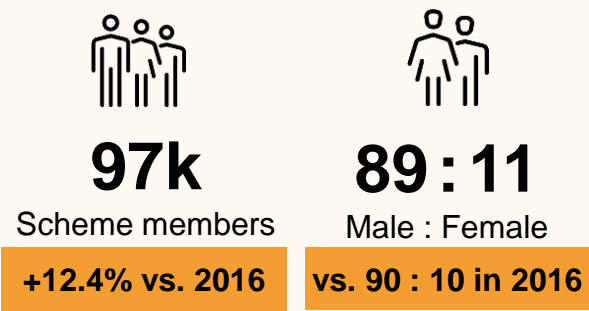 97k
Scheme members
+12.4% vs. 2016
89 : 11
Male : Female
vs. 90 : 10 in 2016